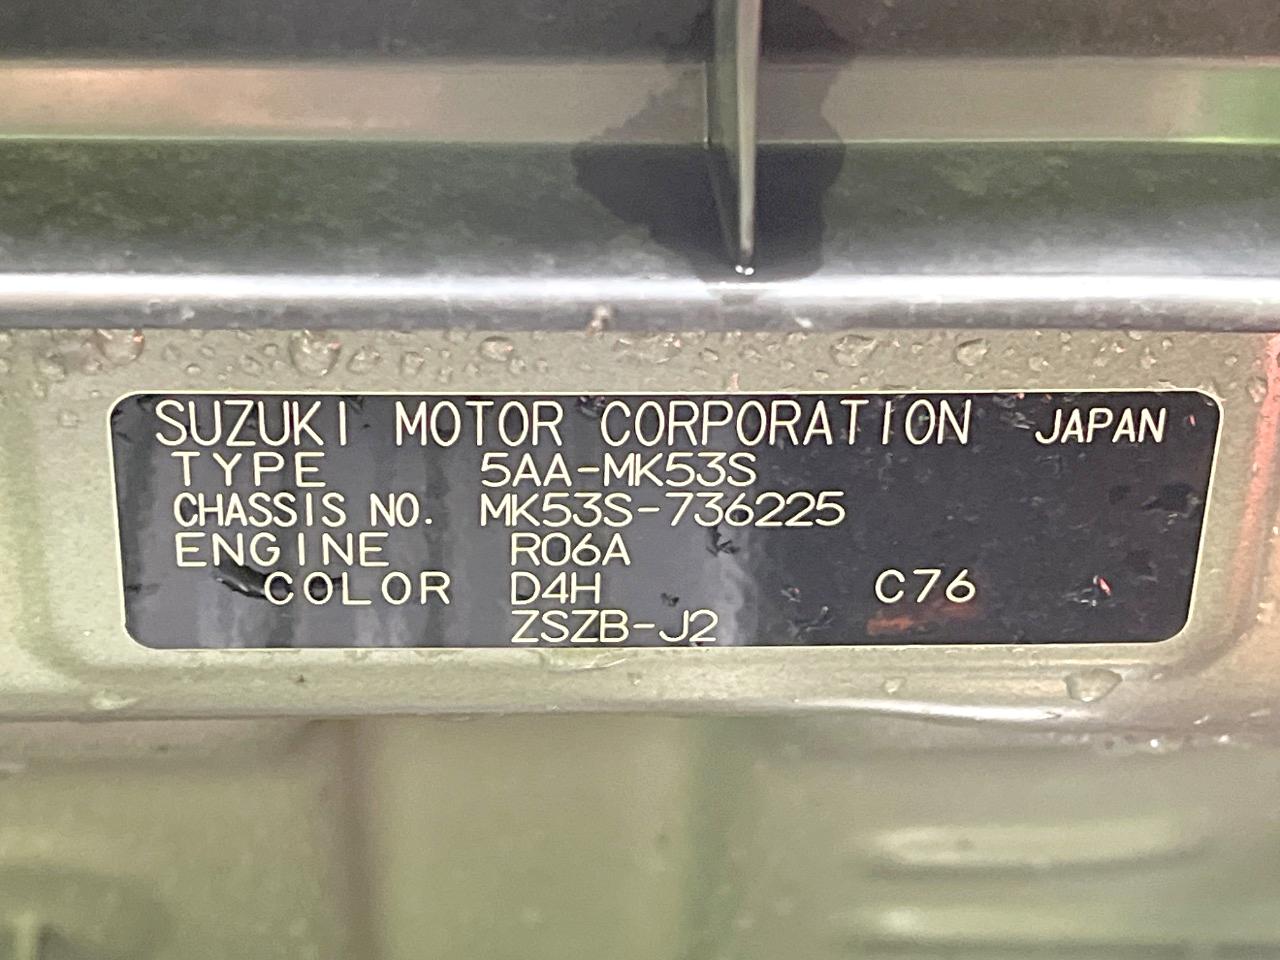 SUZUKI MOTOR CORPORATION JAPAN
TYPE 5AA-MK53S
CHASSIS NO. MK53S-736225
ENGINE R06A
COLOR D4H C76
ZSZB-J2